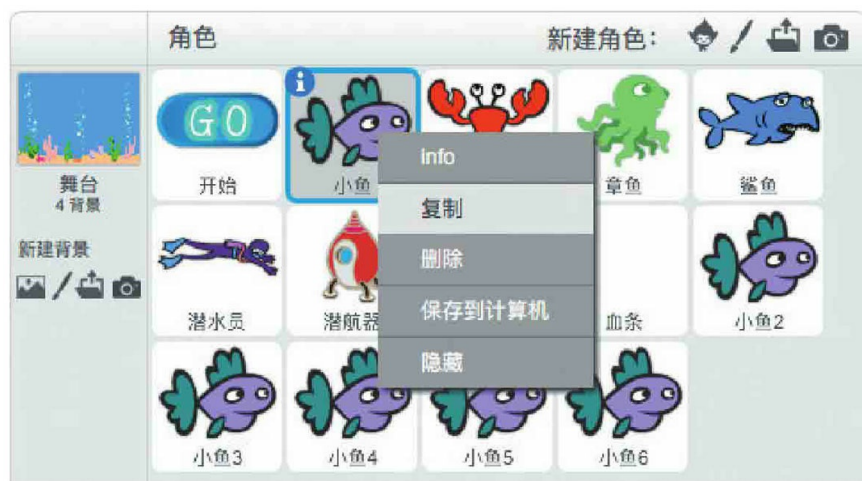 角色
新建角色：
GO
开始
小鱼
章鱼
鲨鱼
Info
复制
删除
保存到计算机
隐藏
舞台
4 背景
新建背景
潜水员
潜航器
血条
小鱼2
小鱼3
小鱼4
小鱼5
小鱼6